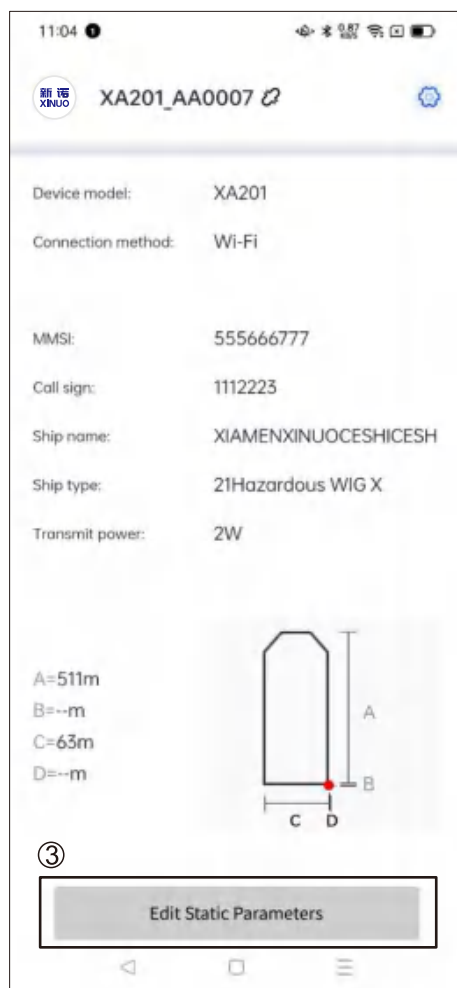 11:04
0.87
KB/S
新诺
XINUO
XA201_AA0007
Device model: XA201
Connection method: Wi-Fi
MMSI: 555666777
Call sign: 1112223
Ship name: XIAMENXINUOCESHICESH
Ship type: 21Hazardous WIG X
Transmit power: 2W
A=511m
B=--m
C=63m
D=--m
A
B
C D
③
Edit Static Parameters